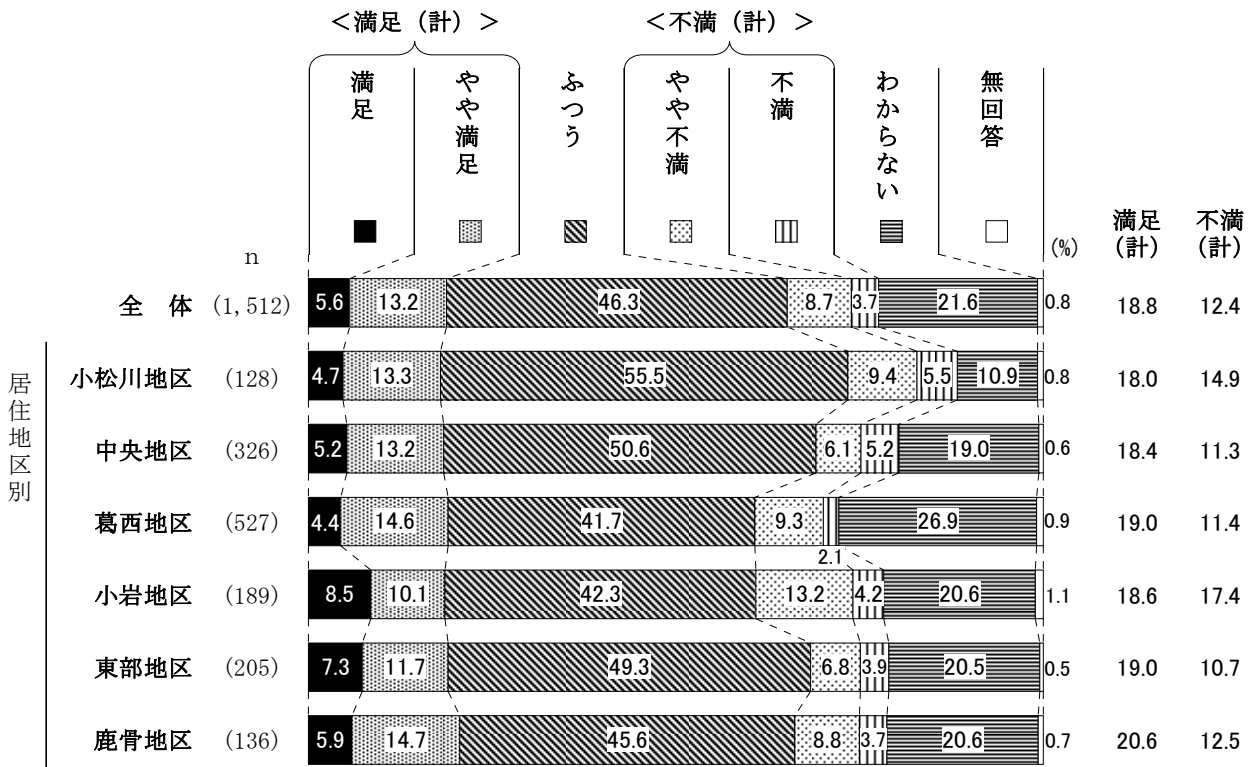 ＜満足（計）＞ ＜不満（計）＞
満足 やや満足 ふつう やや不満 不満 わからない 無回答
n (%) 満足（計） 不満（計）
全 体 (1,512) 5.6 13.2 46.3 8.7 3.7 21.6 0.8 18.8 12.4
居住地区別
小松川地区 (128) 4.7 13.3 55.5 9.4 5.5 10.9 0.8 18.0 14.9
中央地区 (326) 5.2 13.2 50.6 6.1 5.2 19.0 0.6 18.4 11.3
葛西地区 (527) 4.4 14.6 41.7 9.3 2.1 26.9 0.9 19.0 11.4
小岩地区 (189) 8.5 10.1 42.3 13.2 4.2 20.6 1.1 18.6 17.4
東部地区 (205) 7.3 11.7 49.3 6.8 3.9 20.5 0.5 19.0 10.7
鹿骨地区 (136) 5.9 14.7 45.6 8.8 3.7 20.6 0.7 20.6 12.5